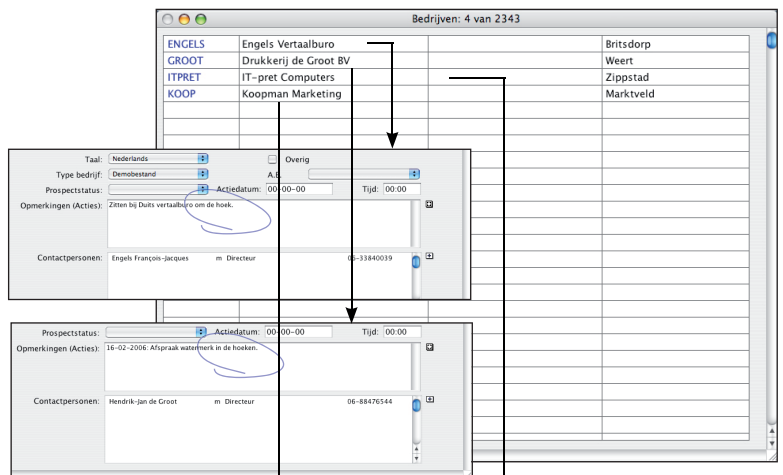 Bedrijven: 4 van 2343
ENGELS Engels Vertaalburo Britsdorp
GROOT Drukkerij de Groot BV Weert
ITPRET IT-pret Computers Zippstad
KOOP Koopman Marketing Marktveld
Taal: Nederlands Overig
Type bedrijf: Demobestand A.E.
Prospectstatus: Actiedatum: 00-00-00 Tijd: 00:00
Opmerkingen (Acties): Zitten bij Duits vertaalburo om de hoek.
Contactpersonen: Engels François-Jacques m Directeur 06-33840039
Prospectstatus: Actiedatum: 00-00-00 Tijd: 00:00
Opmerkingen (Acties): 16-02-2006: Afspraak watermerk in de hoeken.
Contactpersonen: Hendrik-Jan de Groot m Directeur 06-88476544